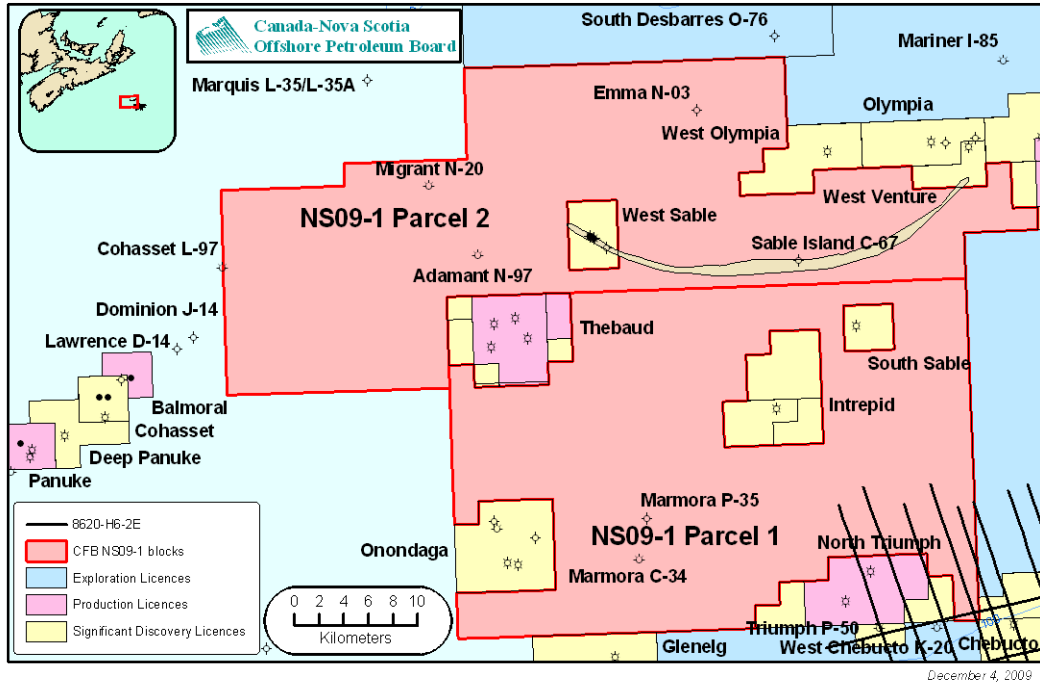 Canada-Nova Scotia
Offshore Petroleum Board
South Desbarres O-76
Mariner I-85
Marquis L-35/L-35A
Emma N-03
Olympia
West Olympia
Migrant N-20
NS09-1 Parcel 2
West Sable
West Venture
Cohasset L-97
Sable Island C-67
Adamant N-97
Dominion J-14
Thebaud
Lawrence D-14
South Sable
Balmoral
Intrepid
Cohasset
Deep Panuke
Panuke
Marmora P-35
NS09-1 Parcel 1
North Triumph
Onondaga
Marmora C-34
8620-H6-2E
CFB NS09-1 blocks
Exploration Licences
Production Licences
Significant Discovery Licences
0 2 4 6 8 10
Kilometers
100
Triumph P-50
Glenelg
West Chebucto K-20
Chebucto
December 4, 2009